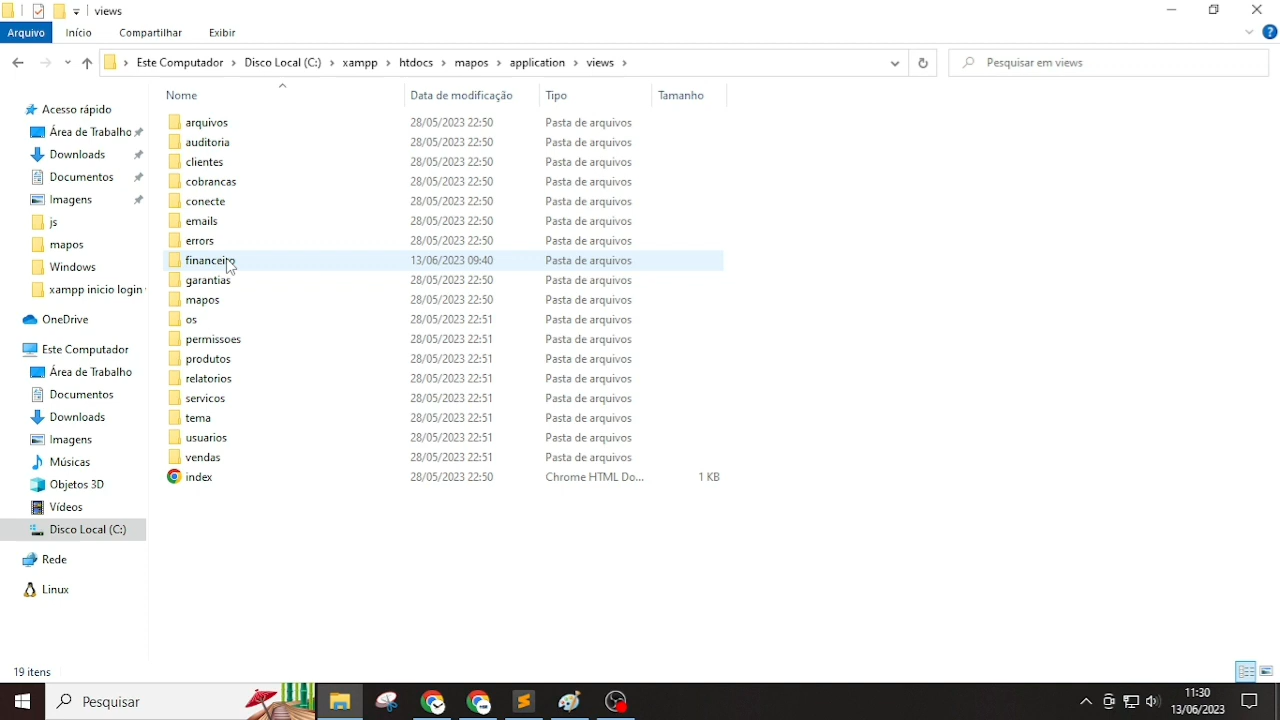 views
Arquivo Início Compartilhar Exibir
Este Computador > Disco Local (C:) > xampp > htdocs > mapos > application > views >
Pesquisar em views
Nome Data de modificação Tipo Tamanho
arquivos 28/05/2023 22:50 Pasta de arquivos
auditoria 28/05/2023 22:50 Pasta de arquivos
clientes 28/05/2023 22:50 Pasta de arquivos
cobrancas 28/05/2023 22:50 Pasta de arquivos
conecte 28/05/2023 22:50 Pasta de arquivos
emails 28/05/2023 22:50 Pasta de arquivos
errors 28/05/2023 22:50 Pasta de arquivos
financeiro 13/06/2023 09:40 Pasta de arquivos
garantias 28/05/2023 22:50 Pasta de arquivos
mapos 28/05/2023 22:50 Pasta de arquivos
os 28/05/2023 22:51 Pasta de arquivos
permissoes 28/05/2023 22:51 Pasta de arquivos
produtos 28/05/2023 22:51 Pasta de arquivos
relatorios 28/05/2023 22:51 Pasta de arquivos
servicos 28/05/2023 22:51 Pasta de arquivos
tema 28/05/2023 22:51 Pasta de arquivos
usuarios 28/05/2023 22:51 Pasta de arquivos
vendas 28/05/2023 22:51 Pasta de arquivos
index 28/05/2023 22:50 Chrome HTML Do... 1 KB
Acesso rápido
Área de Trabalho
Downloads
Documentos
Imagens
js
mapos
Windows
xampp inicio login
OneDrive
Este Computador
Área de Trabalho
Documentos
Downloads
Imagens
Músicas
Objetos 3D
Vídeos
Disco Local (C:)
Rede
Linux
19 itens
Pesquisar
11:30
13/06/2023